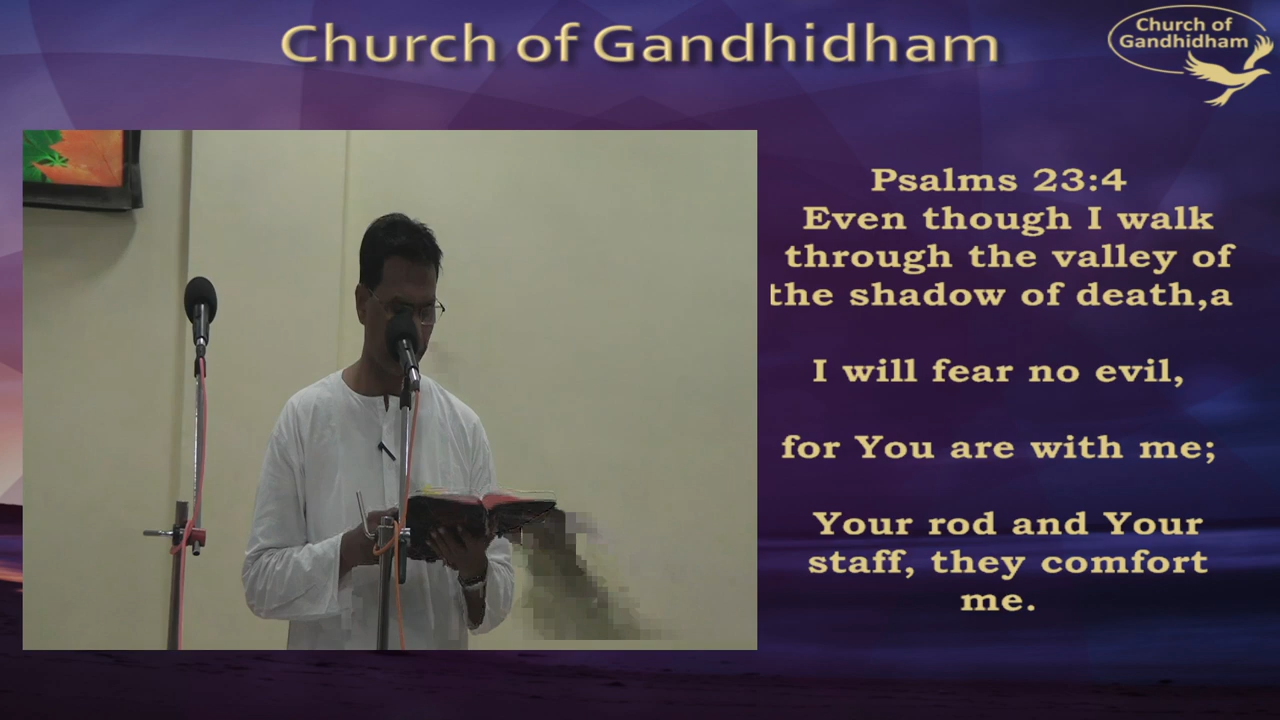 Church of Gandhidham
Church of
Gandhidham
Psalms 23:4
Even though I walk
through the valley of
the shadow of death,a
I will fear no evil,
for You are with me;
Your rod and Your
staff, they comfort
me.